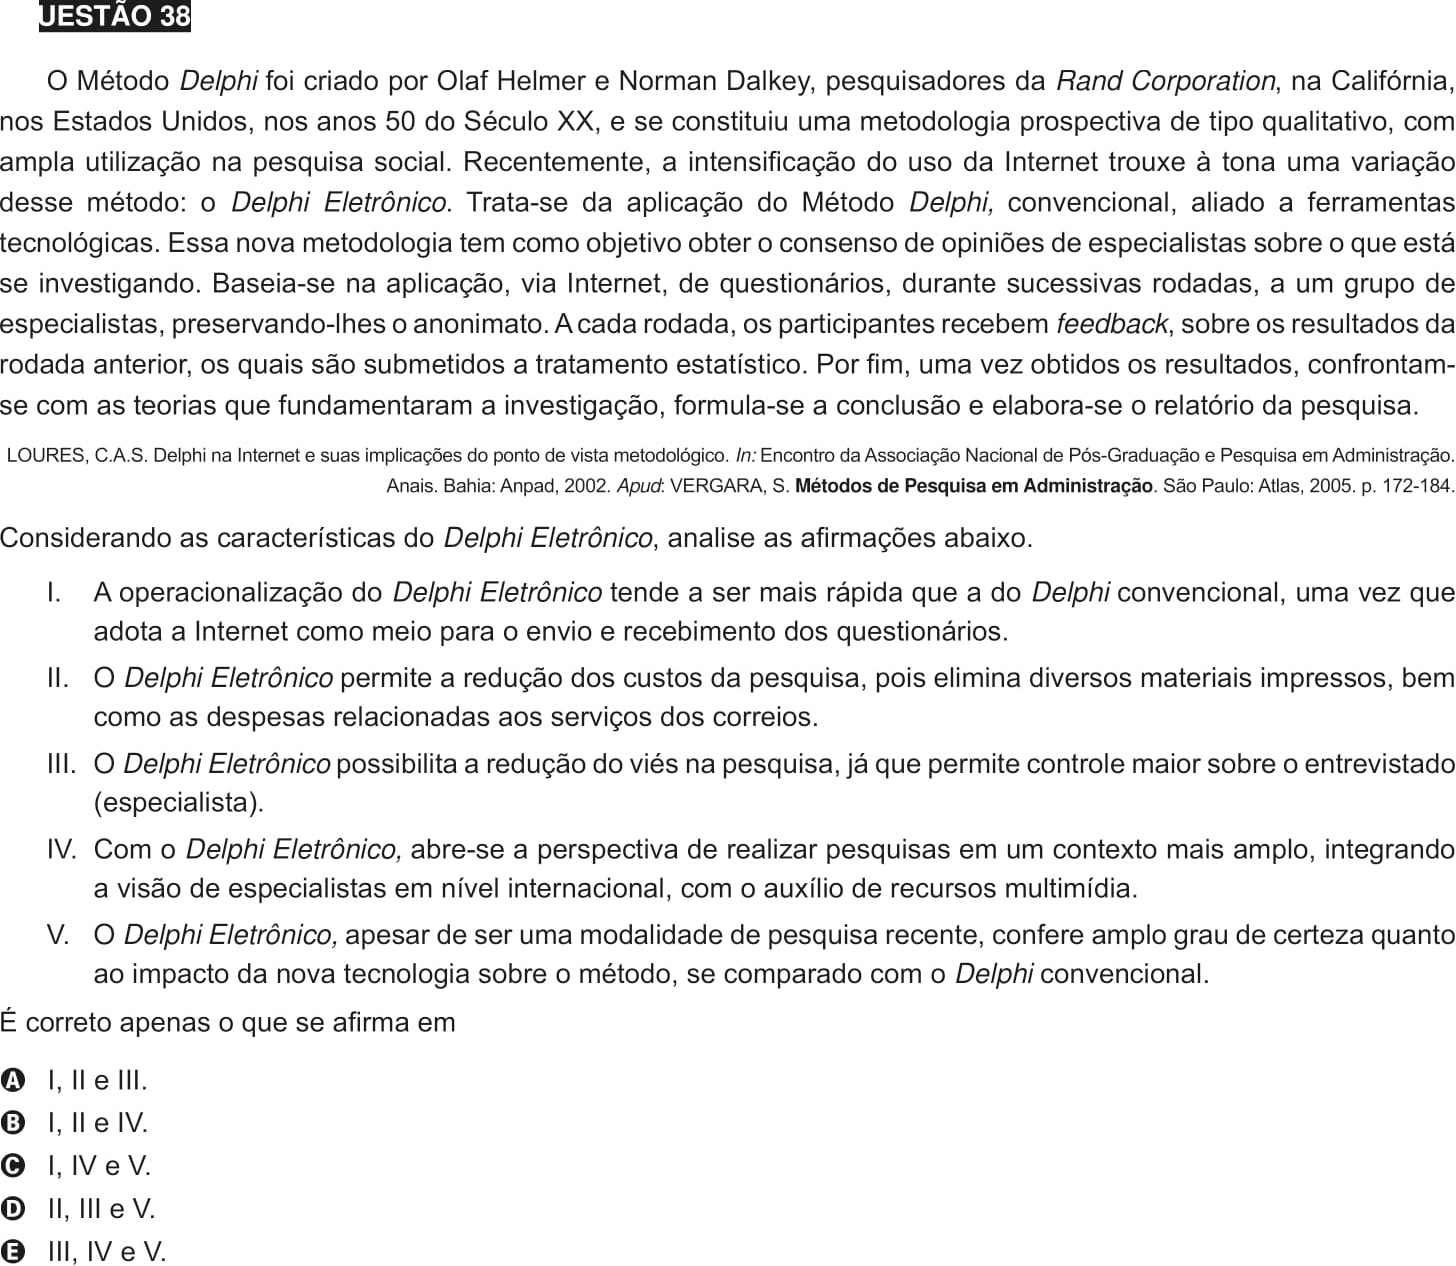 UESTÃO 38
O Método Delphi foi criado por Olaf Helmer e Norman Dalkey, pesquisadores da Rand Corporation, na Califórnia,
nos Estados Unidos, nos anos 50 do Século XX, e se constituiu uma metodologia prospectiva de tipo qualitativo, com
ampla utilização na pesquisa social. Recentemente, a intensificação do uso da Internet trouxe à tona uma variação
desse método: o Delphi Eletrônico. Trata-se da aplicação do Método Delphi, convencional, aliado a ferramentas
tecnológicas. Essa nova metodologia tem como objetivo obter o consenso de opiniões de especialistas sobre o que está
se investigando. Baseia-se na aplicação, via Internet, de questionários, durante sucessivas rodadas, a um grupo de
especialistas, preservando-lhes o anonimato. A cada rodada, os participantes recebem feedback, sobre os resultados da
rodada anterior, os quais são submetidos a tratamento estatístico. Por fim, uma vez obtidos os resultados, confrontam-
se com as teorias que fundamentaram a investigação, formula-se a conclusão e elabora-se o relatório da pesquisa.
LOURES, C.A.S. Delphi na Internet e suas implicações do ponto de vista metodológico. In: Encontro da Associação Nacional de Pós-Graduação e Pesquisa em Administração.
Anais. Bahia: Anpad, 2002. Apud: VERGARA, S. Métodos de Pesquisa em Administração. São Paulo: Atlas, 2005. p. 172-184.
Considerando as características do Delphi Eletrônico, analise as afirmações abaixo.
I. A operacionalização do Delphi Eletrônico tende a ser mais rápida que a do Delphi convencional, uma vez que
adota a Internet como meio para o envio e recebimento dos questionários.
II. O Delphi Eletrônico permite a redução dos custos da pesquisa, pois elimina diversos materiais impressos, bem
como as despesas relacionadas aos serviços dos correios.
III. O Delphi Eletrônico possibilita a redução do viés na pesquisa, já que permite controle maior sobre o entrevistado
(especialista).
IV. Com o Delphi Eletrônico, abre-se a perspectiva de realizar pesquisas em um contexto mais amplo, integrando
a visão de especialistas em nível internacional, com o auxílio de recursos multimídia.
V. O Delphi Eletrônico, apesar de ser uma modalidade de pesquisa recente, confere amplo grau de certeza quanto
ao impacto da nova tecnologia sobre o método, se comparado com o Delphi convencional.
É correto apenas o que se afirma em
A I, II e III.
B I, II e IV.
C I, IV e V.
D II, III e V.
E III, IV e V.